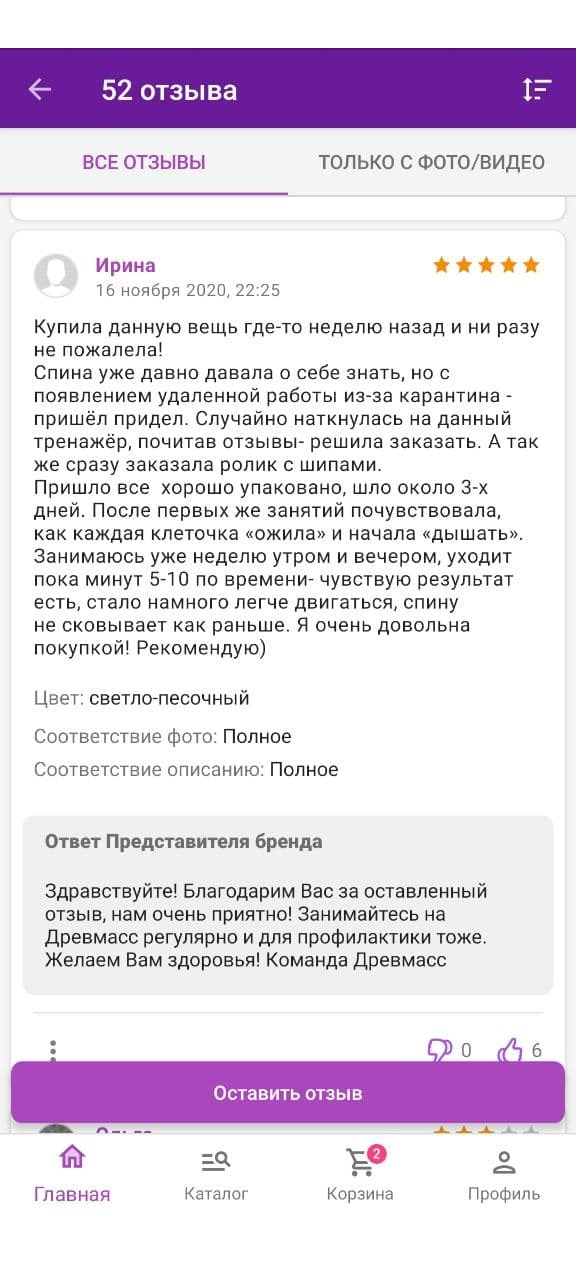 52 отзыва
ВСЕ ОТЗЫВЫ
ТОЛЬКО С ФОТО/ВИДЕО
Ирина
16 ноября 2020, 22:25
Купила данную вещь где-то неделю назад и ни разу
не пожалела!
Спина уже давно давала о себе знать, но с
появлением удаленной работы из-за карантина -
пришёл придел. Случайно наткнулась на данный
тренажёр, почитав отзывы- решила заказать. А так
же сразу заказала ролик с шипами.
Пришло все  хорошо упаковано, шло около 3-х
дней. После первых же занятий почувствовала,
как каждая клеточка «ожила» и начала «дышать».
Занимаюсь уже неделю утром и вечером, уходит
пока минут 5-10 по времени- чувствую результат
есть, стало намного легче двигаться, спину
не сковывает как раньше. Я очень довольна
покупкой! Рекомендую)
Цвет: светло-песочный
Соответствие фото: Полное
Соответствие описанию: Полное
Ответ Представителя бренда
Здравствуйте! Благодарим Вас за оставленный
отзыв, нам очень приятно! Занимайтесь на
Древмасс регулярно и для профилактики тоже.
Желаем Вам здоровья! Команда Древмасс
0
6
Оставить отзыв
2
Главная
Каталог
Корзина
Профиль